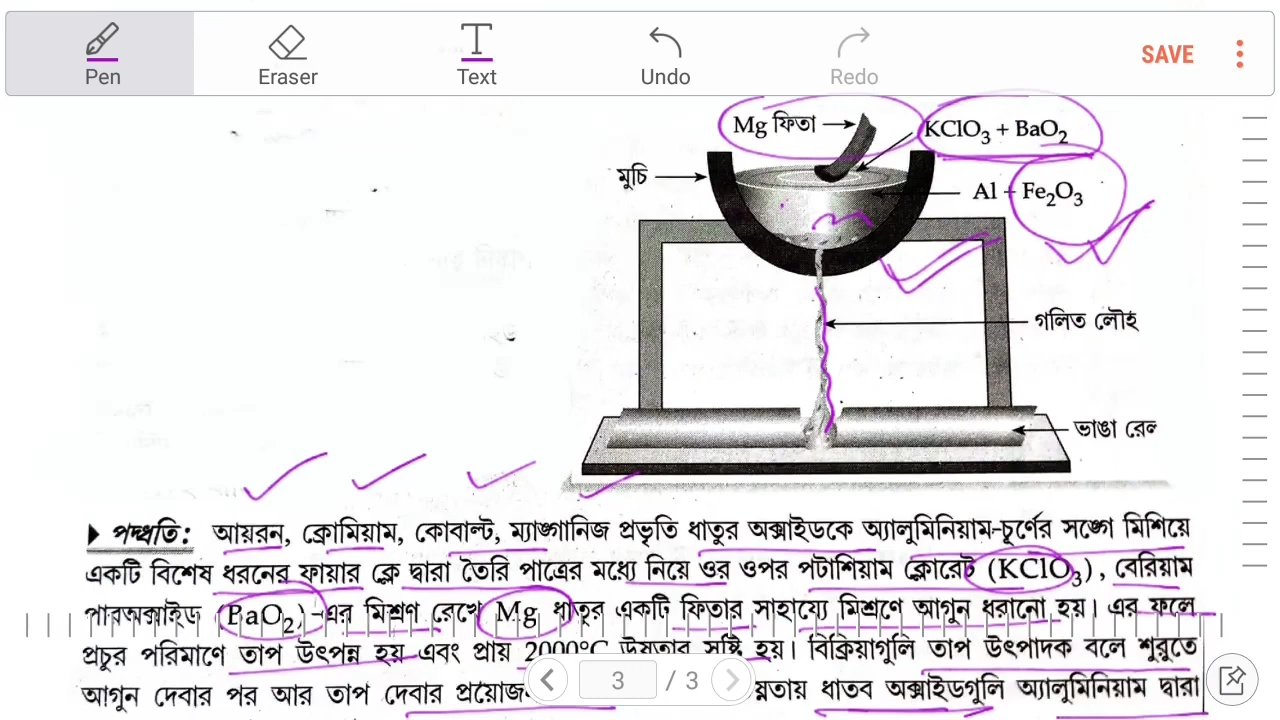 Pen
Eraser
Text
Undo
Redo
SAVE
Mg ফিতা
KClO₃ + BaO₂
মুচি
Al + Fe₂O₃
গলিত লৌহ
ভাঙা রেল
▶ পদ্ধতি: আয়রন, ক্রোমিয়াম, কোবাল্ট, ম্যাঙ্গানিজ প্রভৃতি ধাতুর অক্সাইডকে অ্যালুমিনিয়াম-চূর্ণের সঙ্গে মিশিয়ে
একটি বিশেষ ধরনের ফায়ার ক্লে দ্বারা তৈরি পাত্রের মধ্যে নিয়ে ওর ওপর পটাশিয়াম ক্লোরেট (KClO₃), বেরিয়াম
পারঅক্সাইড (BaO₂)-এর মিশ্রণ রেখে Mg ধাতুর একটি ফিতার সাহায্যে মিশ্রণে আগুন ধরানো হয়। এর ফলে
প্রচুর পরিমাণে তাপ উৎপন্ন হয় এবং প্রায় 2000°C উষ্ণতার সৃষ্টি হয়। বিক্রিয়াগুলি তাপ উৎপাদক বলে শুরুতে
আগুন দেবার পর আর তাপ দেবার ধাতব অক্সাইডগুলি অ্যালুমিনিয়াম দ্বারা
3 / 3